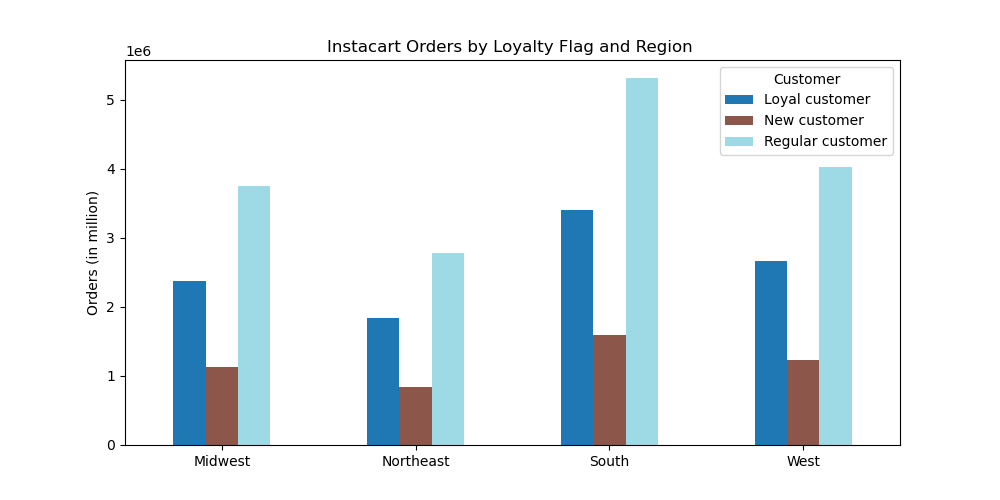 Instacart Orders by Loyalty Flag and Region
1e6
Customer
Loyal customer
New customer
Regular customer
Orders (in million)
5
4
3
2
1
0
Midwest
Northeast
South
West